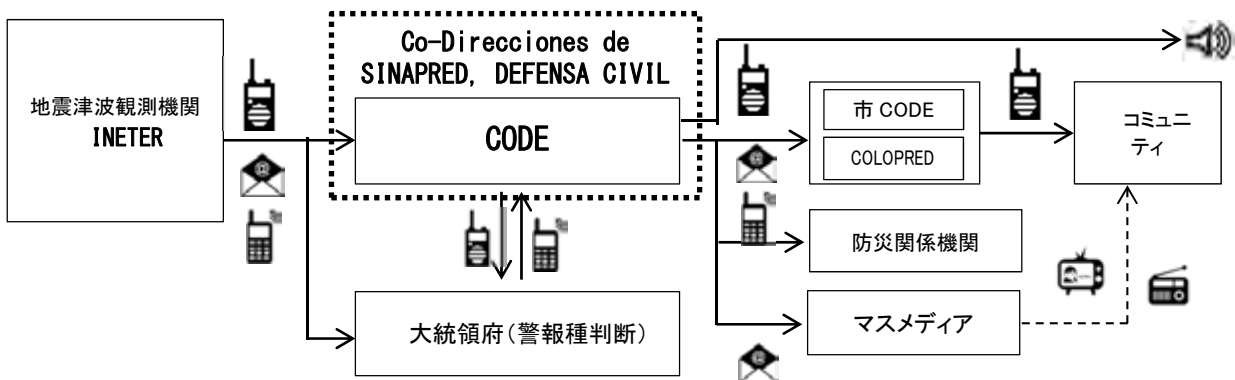 地震津波観測機関
INETER
Co-Direcciones de
SINAPRED, DEFENSA CIVIL
CODE
大統領府(警報種判断)
市 CODE
COLOPRED
防災関係機関
マスメディア
コミュニ
ティ